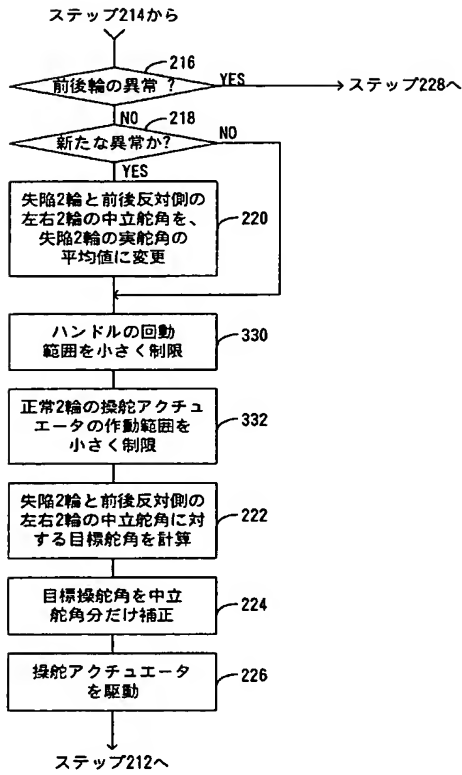 ステップ214から
216
前後輪の異常 ?
YES
ステップ228へ
NO
218
新たな異常か?
NO
YES
失陥2輪と前後反対側の
左右2輪の中立舵角を、
失陥2輪の実舵角の
平均値に変更
220
ハンドルの回動
範囲を小さく制限
330
正常2輪の操舵アクチュ
エータの作動範囲を
小さく制限
332
失陥2輪と前後反対側の
左右2輪の中立舵角に対
する目標舵角を計算
222
目標操舵角を中立
舵角分だけ補正
224
操舵アクチュエータ
を駆動
226
ステップ212へ